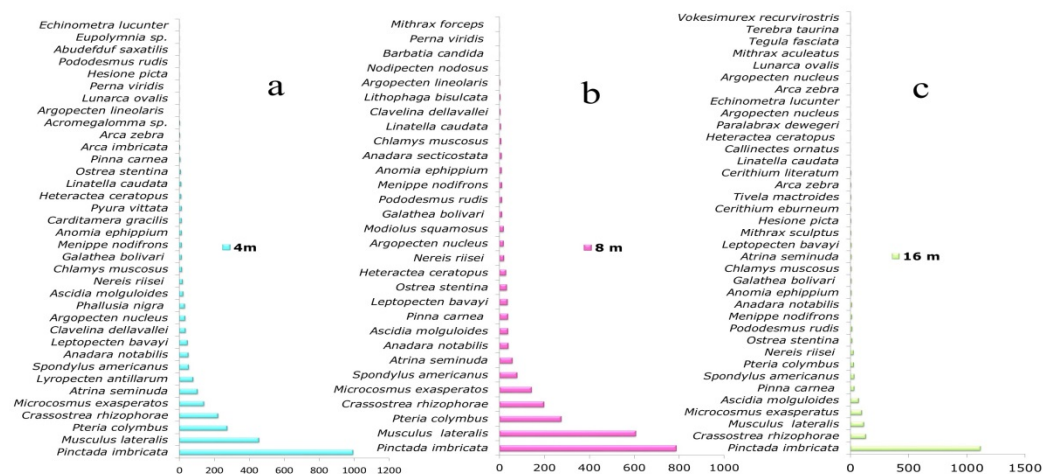 Echinometra lucunter
Eupolymnia sp.
Abudefduf saxatilis
Pododesmus rudis
Hesione picta
Perna viridis
Lunarca ovalis
Argopecten lineolaris
Acromegalomma sp.
Arca zebra
Arca imbricata
Pinna carnea
Ostrea stentina
Linatella caudata
Heteractea ceratopus
Pyura vittata
Carditamera gracilis
Anomia ephippium
Menippe nodifrons
Galathea bolivari
Chlamys muscosus
Nereis riisei
Ascidia molguloides
Phallusia nigra
Argopecten nucleus
Clavelina dellavallei
Leptopecten bavayi
Anadara notabilis
Spondylus americanus
Lyropecten antillarum
Atrina seminuda
Microcosmus exasperatos
Crassostrea rhizophorae
Pteria colymbus
Musculus lateralis
Pinctada imbricata
0 200 400 600 800 1000 1200
a
4m
Mithrax forceps
Perna viridis
Barbatia candida
Nodipecten nodosus
Argopecten lineolaris
Lithophaga bisulcata
Clavelina dellavallei
Linatella caudata
Chlamys muscosus
Anadara secticostata
Anomia ephippium
Menippe nodifrons
Pododesmus rudis
Galathea bolivari
Modiolus squamosus
Argopecten nucleus
Nereis riisei
Heteractea ceratopus
Ostrea stentina
Leptopecten bavayi
Pinna carnea
Ascidia molguloides
Anadara notabilis
Atrina seminuda
Spondylus americanus
Microcosmus exasperatos
Crassostrea rhizophorae
Pteria colymbus
Musculus lateralis
Pinctada imbricata
0 200 400 600 800 1000
b
8 m
Vokesimurex recurvirostris
Terebra taurina
Tegula fasciata
Mithrax aculeatus
Lunarca ovalis
Argopecten nucleus
Arca zebra
Echinometra lucunter
Argopecten nucleus
Paralabrax dewegeri
Heteractea ceratopus
Callinectes ornatus
Linatella caudata
Cerithium literatum
Arca zebra
Tivela mactroides
Cerithium eburneum
Hesione picta
Mithrax sculptus
Leptopecten bavayi
Atrina seminuda
Chlamys muscosus
Galathea bolivari
Anomia ephippium
Anadara notabilis
Menippe nodifrons
Pododesmus rudis
Ostrea stentina
Nereis riisei
Pteria colymbus
Spondylus americanus
Pinna carnea
Ascidia molguloides
Microcosmus exasperatus
Musculus lateralis
Crassostrea rhizophorae
Pinctada imbricata
0 500 1000 1500
c
16 m